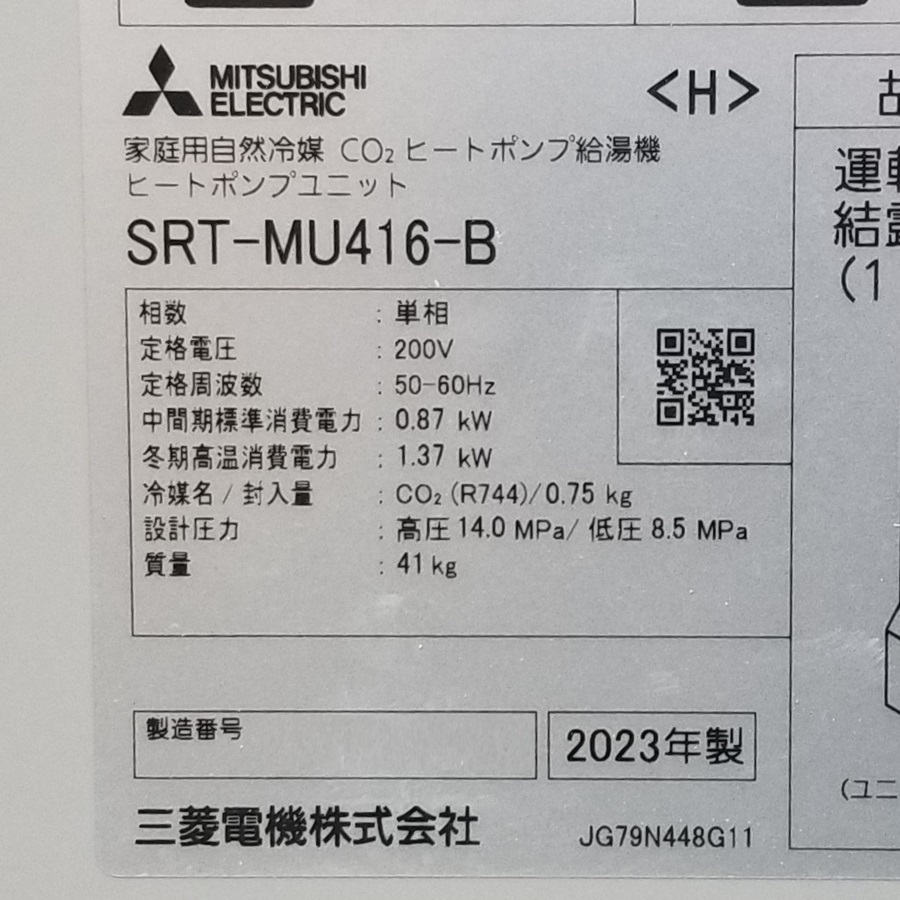 MITSUBISHI
ELECTRIC
<H>
家庭用自然冷媒 CO₂ ヒートポンプ給湯機
ヒートポンプユニット
SRT-MU416-B
相数 : 単相
定格電圧 : 200V
定格周波数 : 50-60Hz
中間期標準消費電力 : 0.87 kW
冬期高温消費電力 : 1.37 kW
冷媒名 / 封入量 : CO₂ (R744)/0.75 kg
設計圧力 : 高圧 14.0 MPa/ 低圧 8.5 MPa
質量 : 41 kg
製造番号
2023年製
三菱電機株式会社
JG79N448G11
運
結
(1
(ユニ